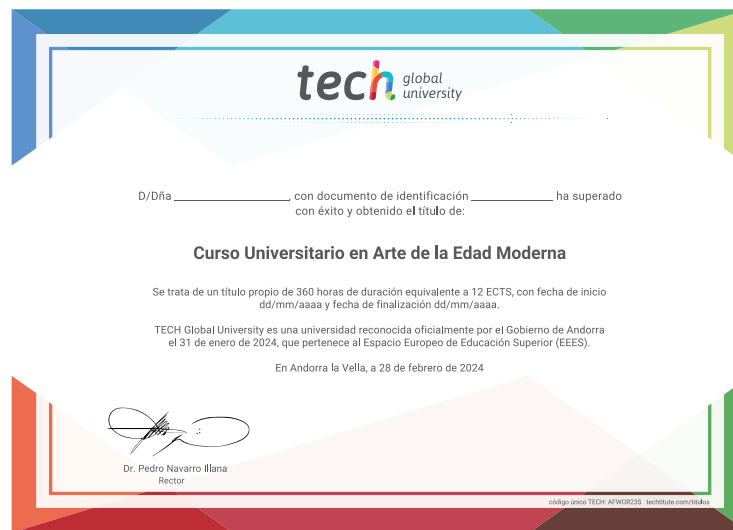 tech global university
D/Dña ____________________, con documento de identificación ______________ ha superado
con éxito y obtenido el título de:
Curso Universitario en Arte de la Edad Moderna
Se trata de un título propio de 360 horas de duración equivalente a 12 ECTS, con fecha de inicio
dd/mm/aaaa y fecha de finalización dd/mm/aaaa.
TECH Global University es una universidad reconocida oficialmente por el Gobierno de Andorra
el 31 de enero de 2024, que pertenece al Espacio Europeo de Educación Superior (EEES).
En Andorra la Vella, a 28 de febrero de 2024
Dr. Pedro Navarro Illana
Rector
código único TECH: AFWOR23S techtitute.com/titulos